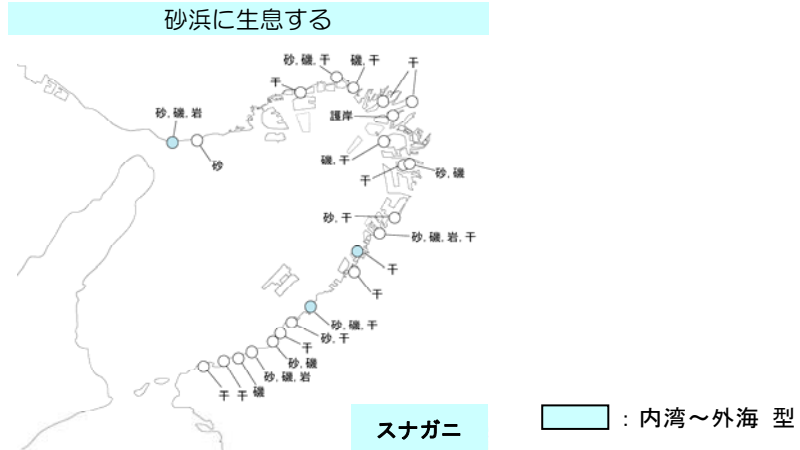 砂浜に生息する
砂, 磯, 干
磯, 干
干
干
砂, 磯, 岩
護岸
砂
磯, 干
干
砂, 磯
砂, 干
砂, 磯, 岩, 干
干
干
砂, 磯, 干
砂, 干
干
砂, 磯
砂, 磯, 岩
干
干
磯
スナガニ
: 内湾～外海 型